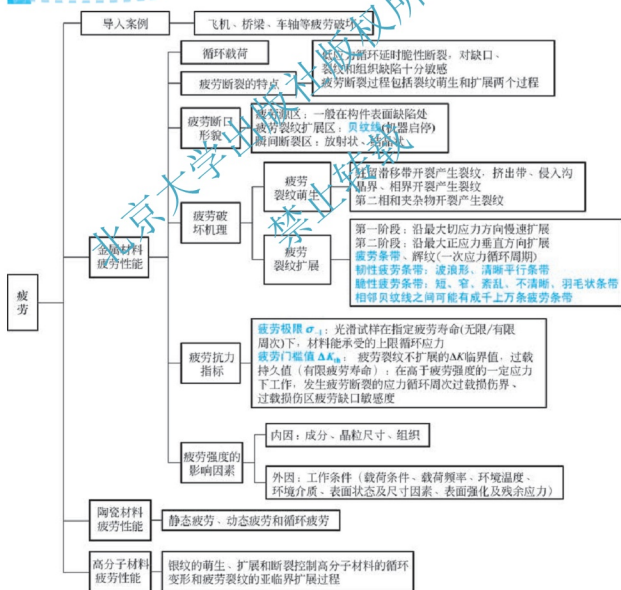 导入案例
飞机、桥梁、车轴等疲劳破坏
循环载荷
疲劳断裂的特点
低应力循环延时脆性断裂，对缺口、
裂纹和组织缺陷十分敏感
疲劳断裂过程包括裂纹萌生和扩展两个过程
疲劳断口
形貌
疲劳源区：一般在构件表面缺陷处
疲劳裂纹扩展区：贝纹线(机器启停)
瞬间断裂区：放射状、结晶状
疲劳破
坏机理
疲劳
裂纹萌生
驻留滑移带开裂产生裂纹，挤出带、侵入沟
晶界、相界开裂产生裂纹
第二相和夹杂物开裂产生裂纹
疲劳
裂纹扩展
第一阶段：沿最大切应力方向慢速扩展
第二阶段：沿最大正应力垂直方向扩展
疲劳条带、辉纹(一次应力循环周期)
韧性疲劳条带：波浪形、清晰平行条带
脆性疲劳条带：短、窄、紊乱、不清晰、羽毛状条带
相邻贝纹线之间可能有成千上万条疲劳条带
疲
劳
金属材料
疲劳性能
疲劳抗力
指标
疲劳极限 σ₋₁：光滑试样在指定疲劳寿命(无限/有限
周次)下，材料能承受的上限循环应力
疲劳门槛值 ΔK_th：疲劳裂纹不扩展的ΔK临界值，过载
持久值（有限疲劳寿命）：在高于疲劳强度的一定应力
下工作，发生疲劳断裂的应力循环周次过载损伤界、
过载损伤区疲劳缺口敏感度
疲劳强度的
影响因素
内因：成分、晶粒尺寸、组织
外因：工作条件（载荷条件、载荷频率、环境温度、
环境介质、表面状态及尺寸因素、表面强化及残余应力）
陶瓷材料
疲劳性能
静态疲劳、动态疲劳和循环疲劳
高分子材料
疲劳性能
银纹的萌生、扩展和断裂控制高分子材料的循环
变形和疲劳裂纹的亚临界扩展过程
北京大学出版社版权所有
禁止转载